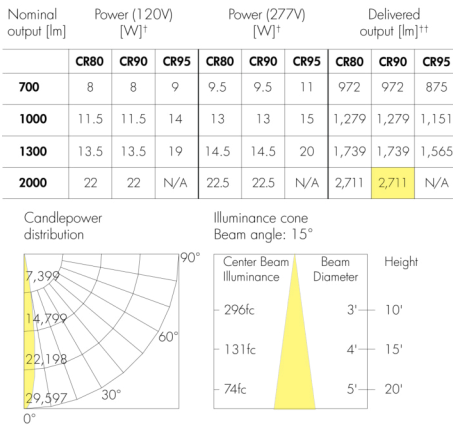 Nominal output [lm] Power (120V) [W]† Power (277V) [W]† Delivered output [lm]††
CR80 CR90 CR95 CR80 CR90 CR95 CR80 CR90 CR95
700 8 8 9 9.5 9.5 11 972 972 875
1000 11.5 11.5 14 13 13 15 1,279 1,279 1,151
1300 13.5 13.5 19 14.5 14.5 20 1,739 1,739 1,565
2000 22 22 N/A 22.5 22.5 N/A 2,711 2,711 N/A
Candlepower
distribution
90°
7,399
14,799
60°
22,198
30°
29,597
0°
Illuminance cone
Beam angle: 15°
Center Beam Illuminance Beam Diameter Height
296fc 3' 10'
131fc 4' 15'
74fc 5' 20'